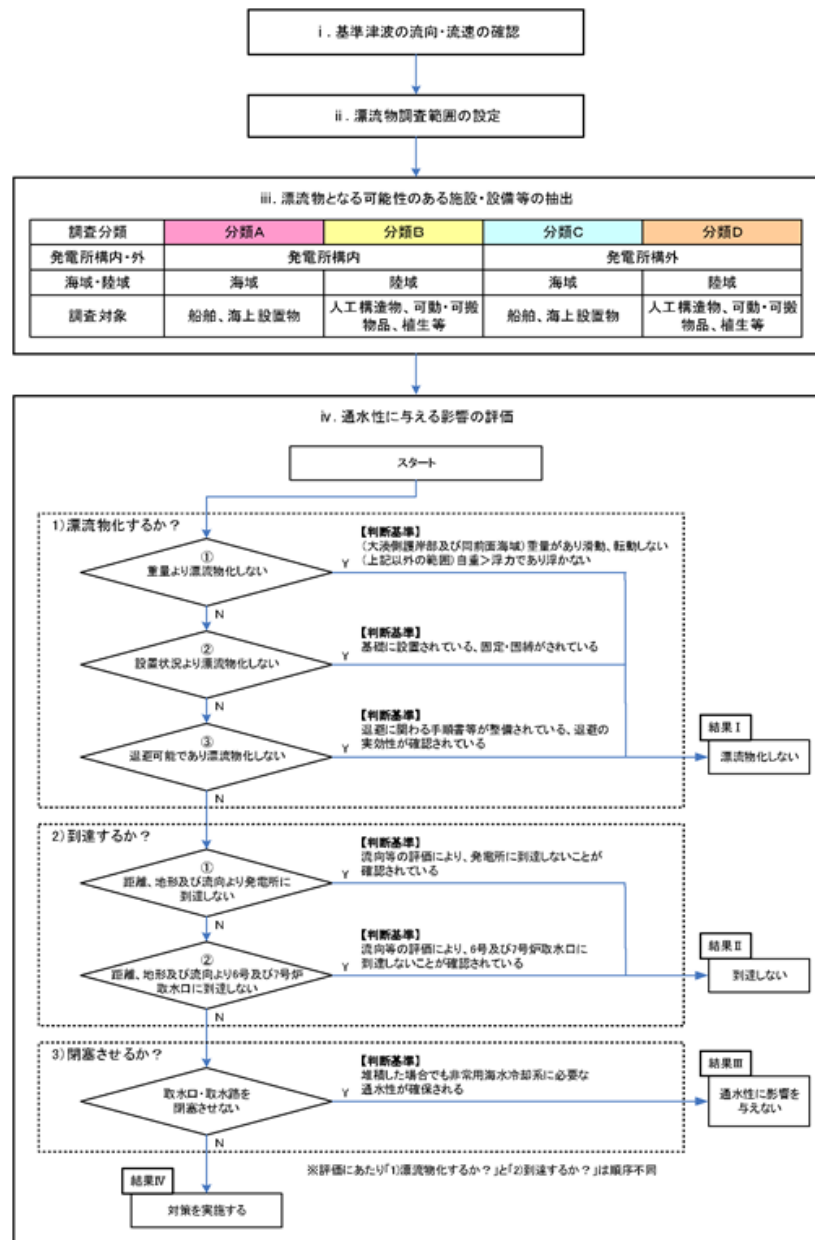 ⅰ. 基準津波の流向・流速の確認
ⅱ. 漂流物調査範囲の設定
ⅲ. 漂流物となる可能性のある施設・設備等の抽出
調査分類 分類A 分類B 分類C 分類D
発電所構内・外 発電所構内 発電所構外
海域・陸域 海域 陸域 海域 陸域
調査対象 船舶、海上設置物 人工構造物、可動・可搬 船舶、海上設置物 人工構造物、可動・可搬
物品、植生等 物品、植生等
ⅳ. 通水性に与える影響の評価
スタート
1)漂流物化するか?
①
重量より漂流物化しない
Y
N
【判断基準】
(大湊側護岸部及び同前面海域)重量があり滑動、転動しない
(上記以外の範囲)自重>浮力であり浮かない
②
設置状況より漂流物化しない
Y
N
【判断基準】
基礎に設置されている、固定・固縛がされている
③
退避可能であり漂流物化しない
Y
N
【判断基準】
退避に関わる手順書等が整備されている、退避の
実効性が確認されている
結果Ⅰ
漂流物化しない
2)到達するか?
①
距離、地形及び流向より発電所に
到達しない
Y
N
【判断基準】
流向等の評価により、発電所に到達しないことが
確認されている
②
距離、地形及び流向より6号及び7号炉
取水口に到達しない
Y
N
【判断基準】
流向等の評価により、6号及び7号炉取水口に
到達しないことが確認されている
結果Ⅱ
到達しない
3)閉塞させるか?
取水口・取水路を
閉塞させない
Y
N
【判断基準】
堆積した場合でも非常用海水冷却系に必要な
通水性が確保される
結果Ⅲ
通水性に影響を
与えない
※評価にあたり「1)漂流物化するか?」と「2)到達するか?」は順序不同
結果Ⅳ
対策を実施する